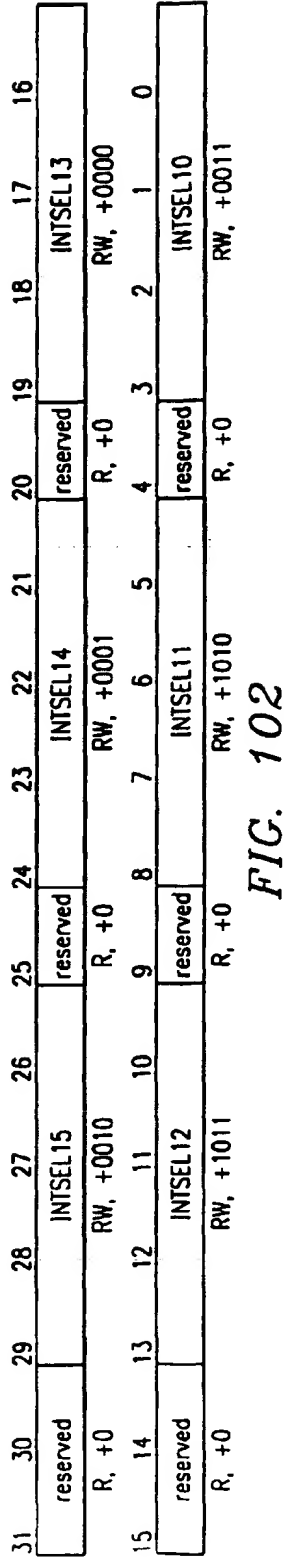 31 30 29 28 27 26 25 24 23 22 21 20 19 18 17 16
reserved INTSEL15 reserved INTSEL14 reserved INTSEL13
R, +0 RW, +0010 R, +0 RW, +0001 R, +0 RW, +0000
15 14 13 12 11 10 9 8 7 6 5 4 3 2 1 0
reserved INTSEL12 reserved INTSEL11 reserved INTSEL10
R, +0 RW, +1011 R, +0 RW, +1010 R, +0 RW, +0011
FIG. 102